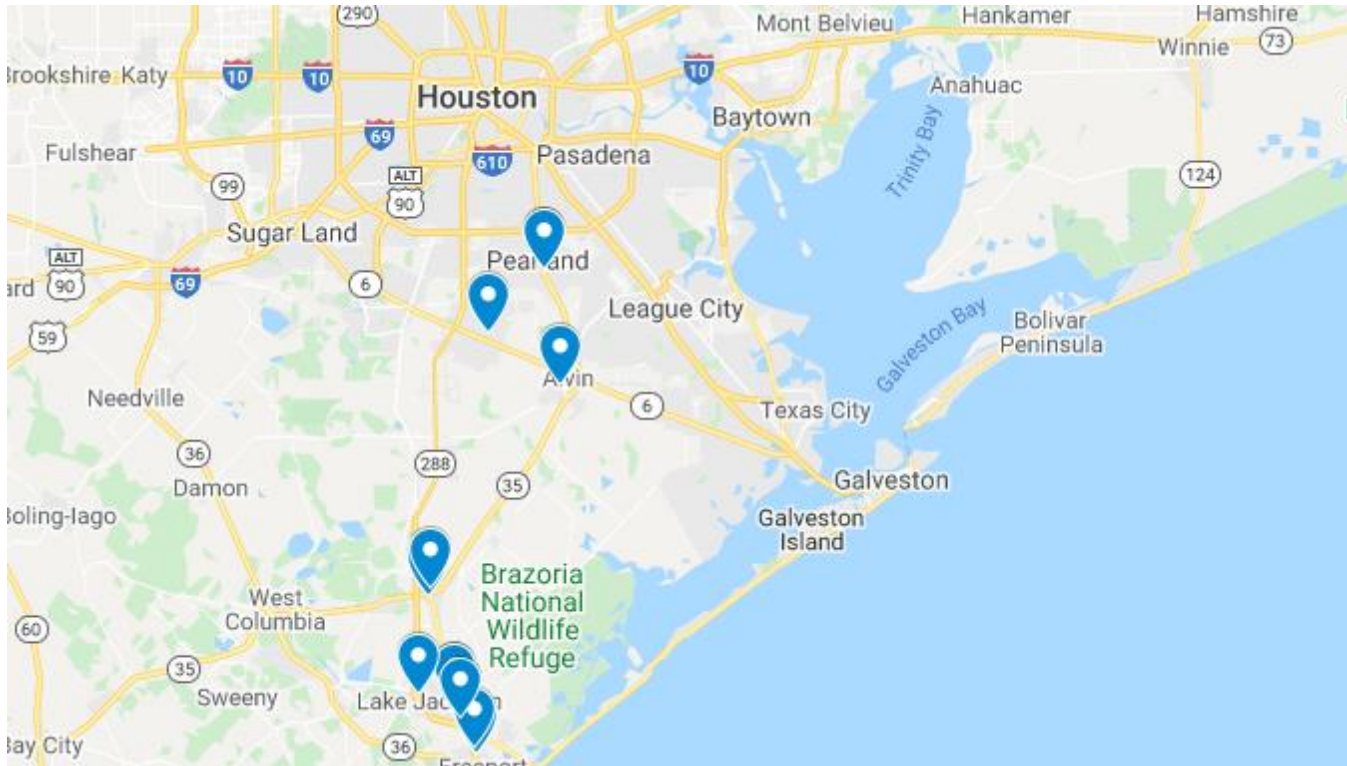 290
Mont Belvieu
Hankamer
Hamshire
Winnie
73
Brookshire
Katy
10
10
10
Anahuac
Houston
Baytown
69
Fulshear
610
Pasadena
Trinity Bay
ALT
90
99
124
Sugar Land
Pearland
ALT
90
69
6
League City
Galveston Bay
Bolivar
Peninsula
59
Alvin
Needville
6
Texas City
36
288
35
Damon
Galveston
Boling-Iago
Galveston
Island
Brazoria
National
Wildlife
Refuge
West
Columbia
60
35
Sweeny
Lake Jackson
Bay City
36
Freeport